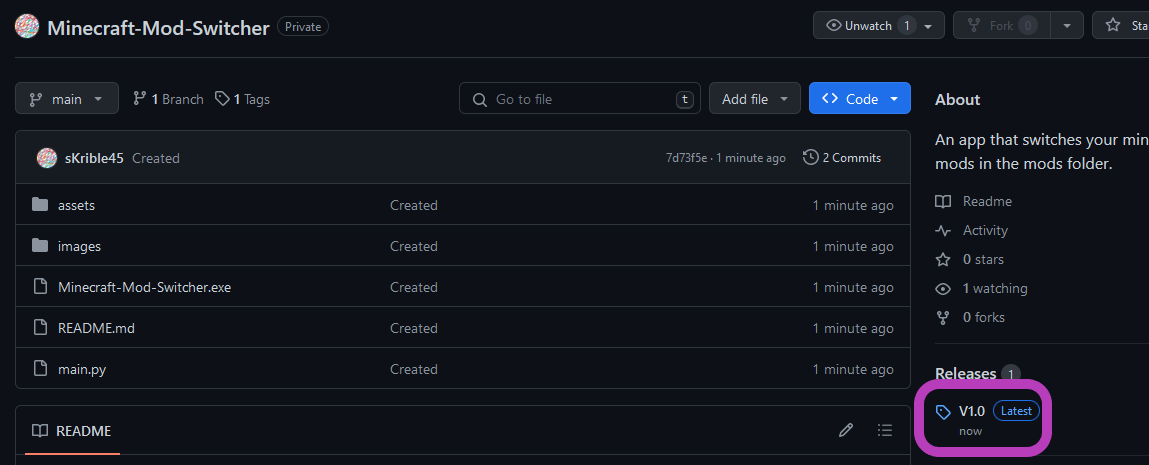 Minecraft-Mod-Switcher Private
Unwatch 1
Fork 0
Sta
main
1 Branch
1 Tags
Go to file t
Add file
Code
sKrible45 Created
7d73f5e · 1 minute ago
2 Commits
assets Created 1 minute ago
images Created 1 minute ago
Minecraft-Mod-Switcher.exe Created 1 minute ago
README.md Created 1 minute ago
main.py Created 1 minute ago
README
About
An app that switches your min
mods in the mods folder.
Readme
Activity
0 stars
1 watching
0 forks
Releases 1
V1.0 Latest
now